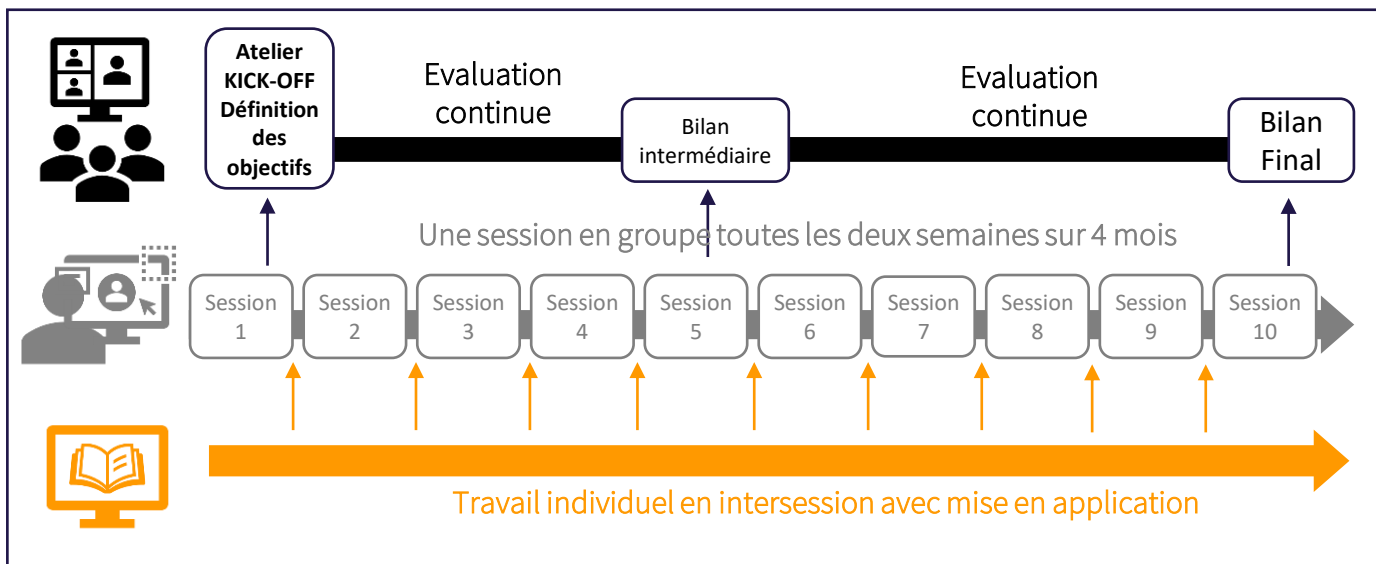 Atelier
KICK-OFF
Définition
des
objectifs
Evaluation
continue
Bilan
intermédiaire
Evaluation
continue
Bilan
Final
Une session en groupe toutes les deux semaines sur 4 mois
Session
1
Session
2
Session
3
Session
4
Session
5
Session
6
Session
7
Session
8
Session
9
Session
10
Travail individuel en intersession avec mise en application